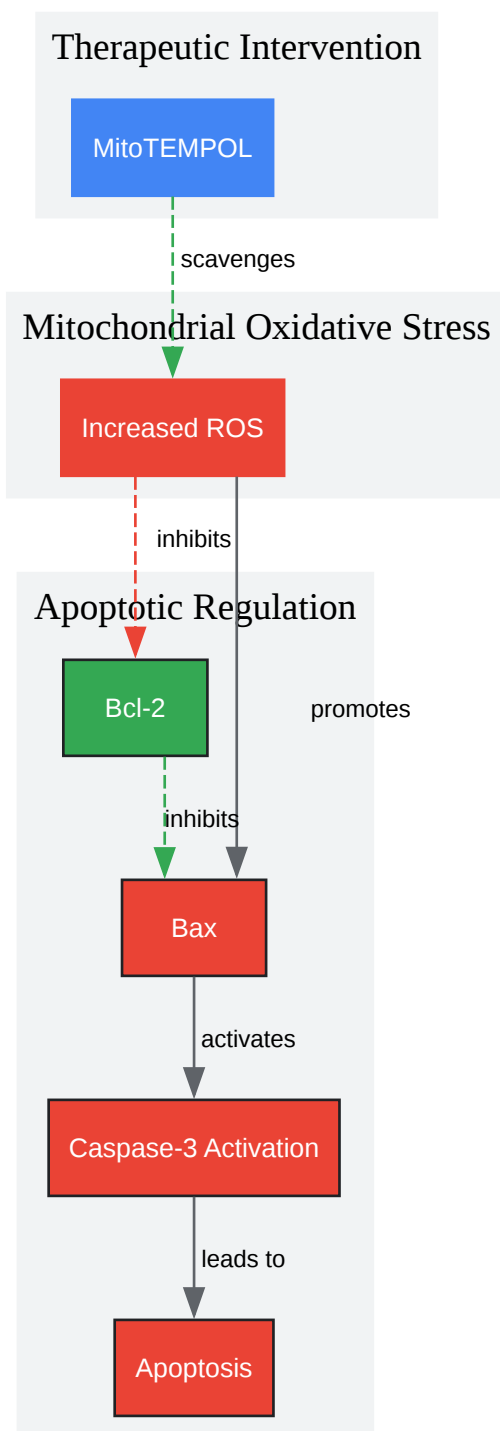 Therapeutic Intervention
MitoTEMPOL
scavenges
Mitochondrial Oxidative Stress
Increased ROS
inhibits
Apoptotic Regulation
Bcl-2
promotes
inhibits
Bax
activates
Caspase-3 Activation
leads to
Apoptosis